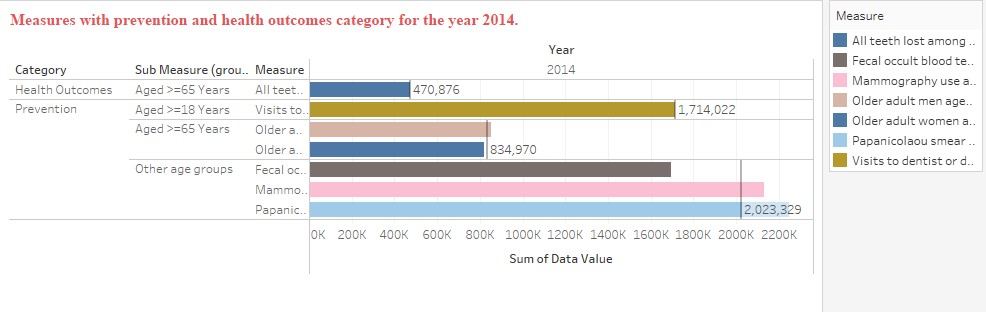 Measures with prevention and health outcomes category for the year 2014.
Year
Category Sub Measure (grou.. Measure 2014
Health Outcomes Aged >=65 Years All teet.. 470,876
Prevention Aged >=18 Years Visits to.. 1,714,022
Aged >=65 Years Older a..
Older a.. 834,970
Other age groups Fecal oc..
Mammo..
Papanic.. 2,023,329
0K 200K 400K 600K 800K 1000K 1200K 1400K 1600K 1800K 2000K 2200K
Sum of Data Value
Measure
All teeth lost among ..
Fecal occult blood te..
Mammography use a..
Older adult men age..
Older adult women a..
Papanicolaou smear ..
Visits to dentist or d..